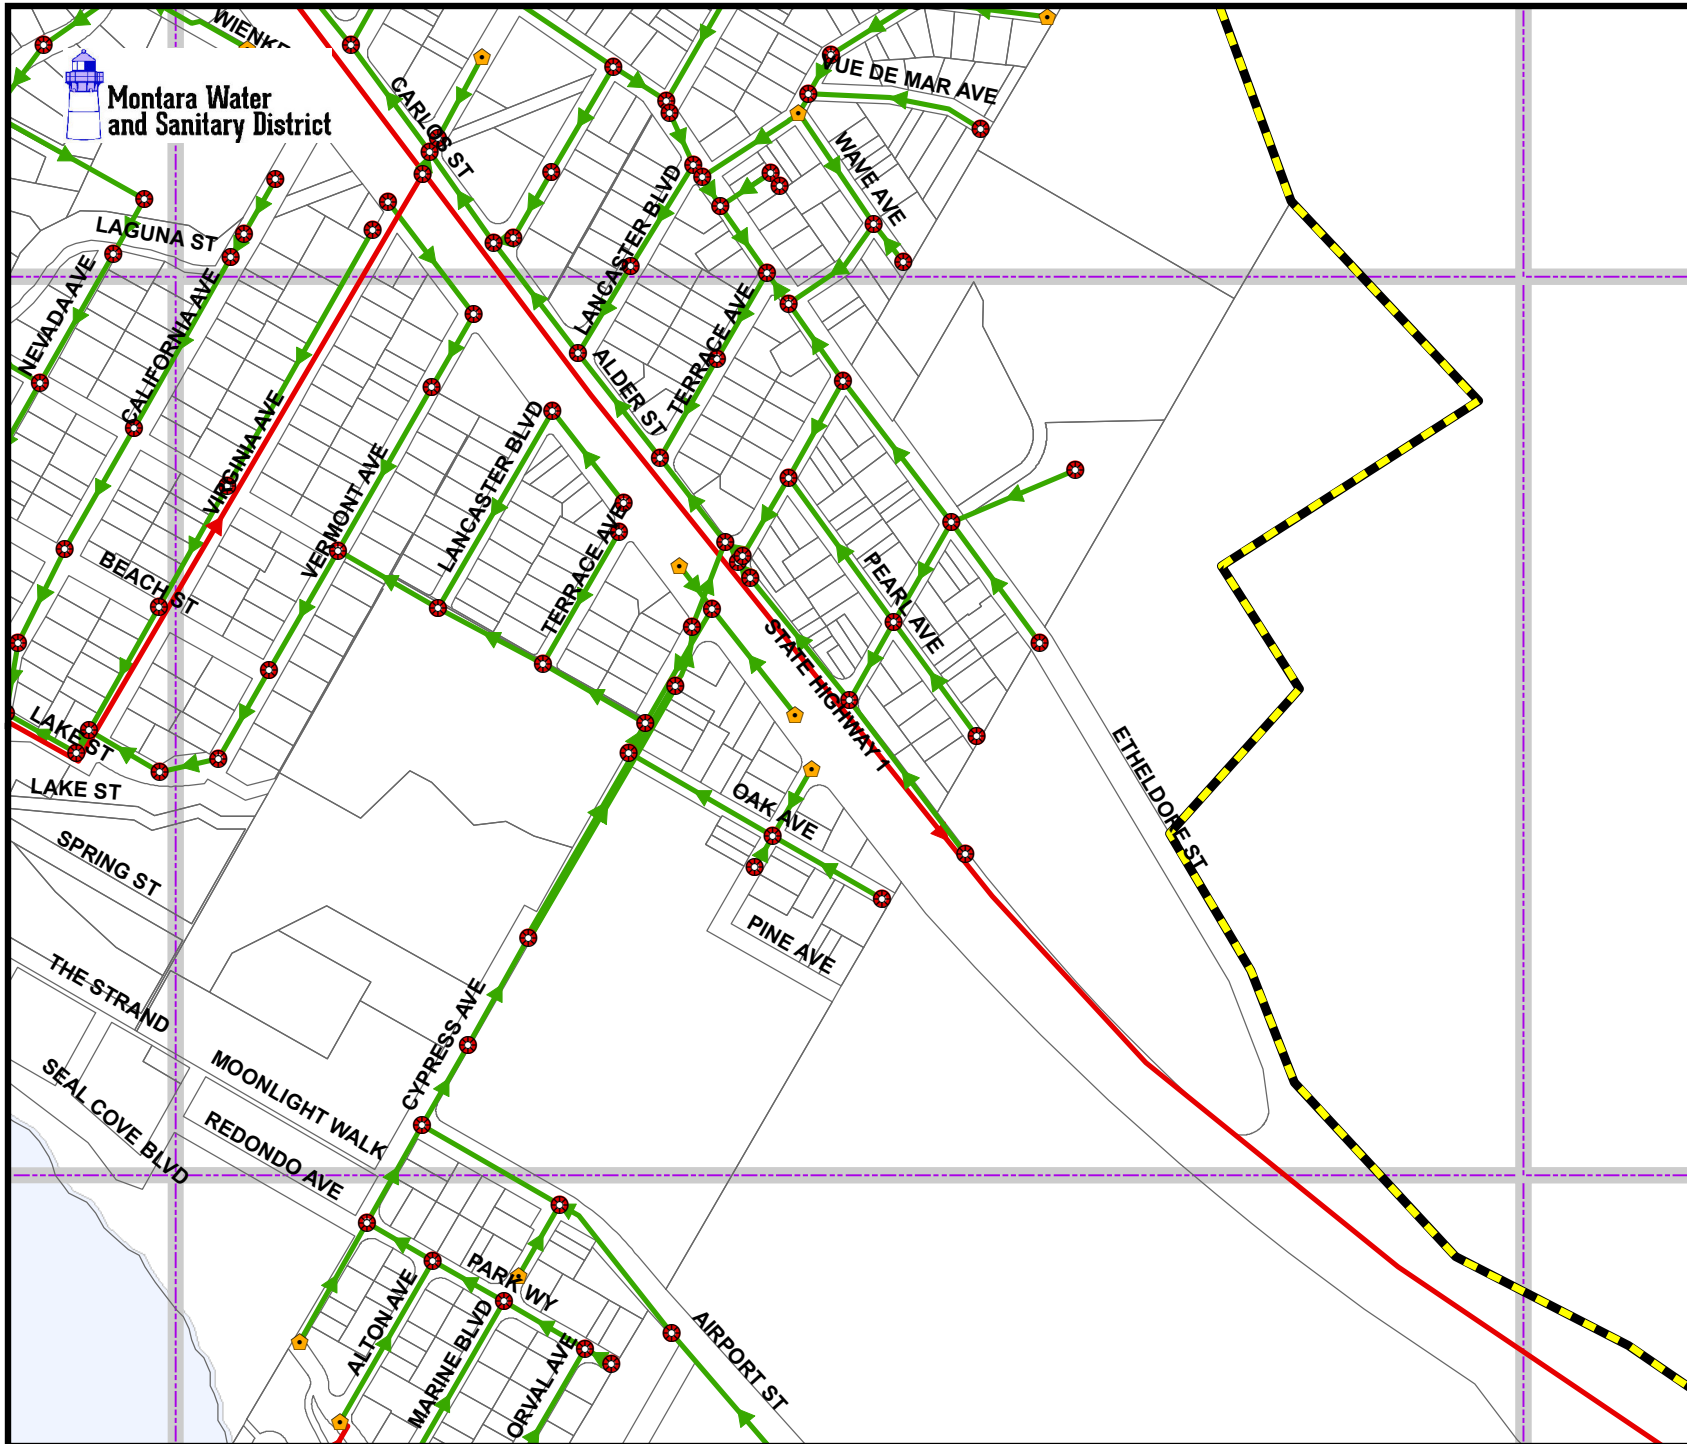 WIENKE
Montara Water
and Sanitary District
CARLOS ST
VUE DE MAR AVE
WAVE AVE
LAGUNA ST
LANCASTER BLVD
NEVADA AVE
CALIFORNIA AVE
TERRACE AVE
ALDER ST
VIRGINIA AVE
LANCASTER BLVD
VERMONT AVE
TERRACE AVE
BEACH ST
PEARL AVE
STATE HIGHWAY 1
LAKE ST
LAKE ST
ETHELDORE ST
OAK AVE
SPRING ST
PINE AVE
THE STRAND
CYPRESS AVE
MOONLIGHT WALK
SEAL COVE BLVD
REDONDO AVE
PARK WY
ALTON AVE
MARINE BLVD
ORVAL AVE
AIRPORT ST